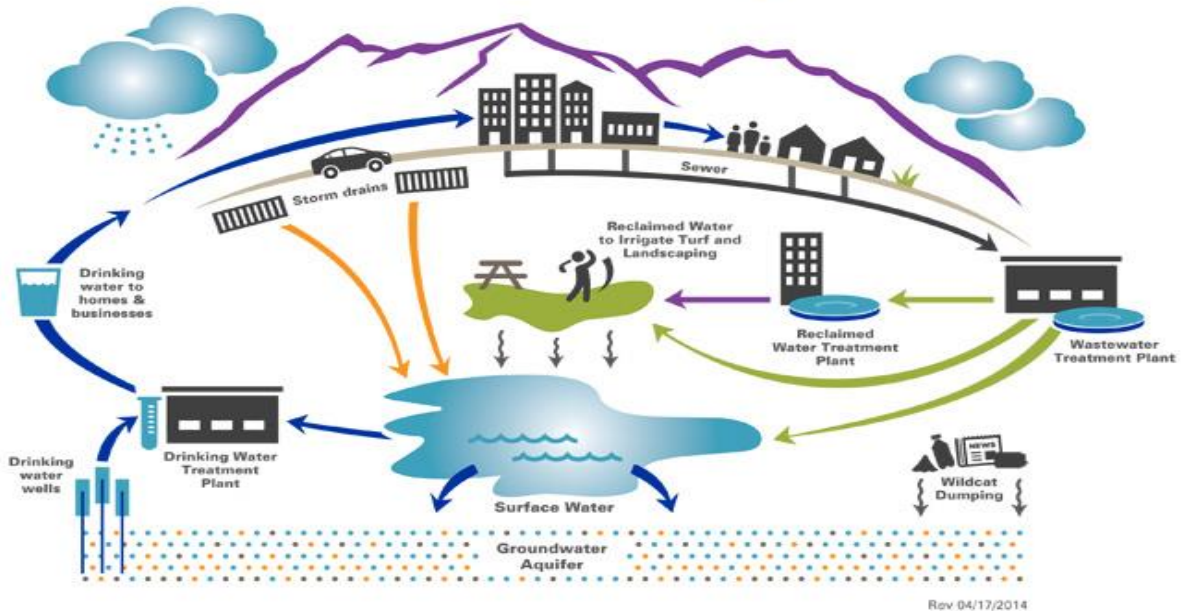 Storm drains
Sewer
Reclaimed Water
to Irrigate Turf and
Landscaping
Drinking
water to
homes &
businesses
Reclaimed
Water Treatment
Plant
Wastewater
Treatment Plant
Drinking Water
Treatment
Plant
Drinking
water
wells
NEWS
Wildcat
Dumping
Surface Water
Groundwater
Aquifer
Rev 04/17/2014